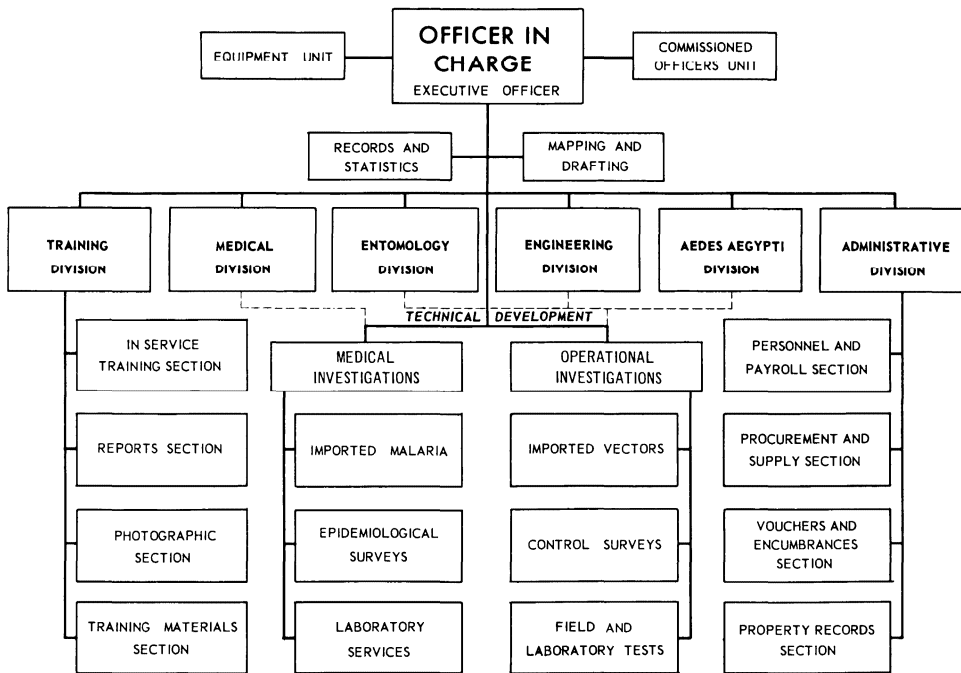 OFFICER IN
CHARGE
EXECUTIVE OFFICER
EQUIPMENT UNIT
COMMISSIONED
OFFICERS UNIT
RECORDS AND
STATISTICS
MAPPING AND
DRAFTING
TRAINING
DIVISION
MEDICAL
DIVISION
ENTOMOLOGY
DIVISION
ENGINEERING
DIVISION
AEDES AEGYPTI
DIVISION
ADMINISTRATIVE
DIVISION
TECHNICAL DEVELOPMENT
IN SERVICE
TRAINING SECTION
MEDICAL
INVESTIGATIONS
OPERATIONAL
INVESTIGATIONS
PERSONNEL AND
PAYROLL SECTION
REPORTS SECTION
IMPORTED MALARIA
IMPORTED VECTORS
PROCUREMENT AND
SUPPLY SECTION
PHOTOGRAPHIC
SECTION
EPIDEMIOLOGICAL
SURVEYS
CONTROL SURVEYS
VOUCHERS AND
ENCUMBRANCES
SECTION
TRAINING MATERIALS
SECTION
LABORATORY
SERVICES
FIELD AND
LABORATORY TESTS
PROPERTY RECORDS
SECTION